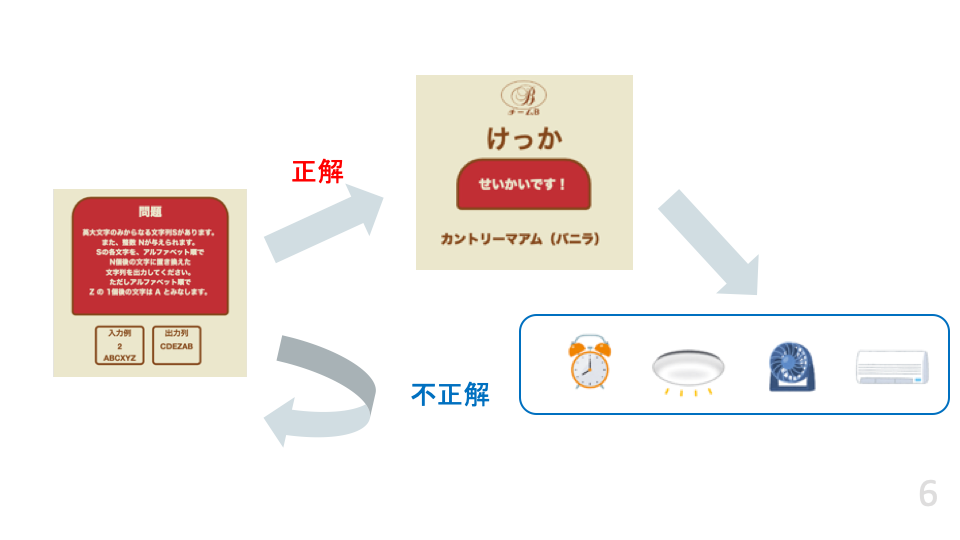 正解
問題
英大文字のみからなる文字列Sがあります。
また、整数 Nが与えられます。
Sの各文字を、アルファベット順で
N個後の文字に置き換えた
文字列を出力してください。
ただしアルファベット順で
Z の 1個後の文字は A とみなします。
入力例
2
ABCXYZ
出力列
CDEZAB
B
チームB
けっか
せいかいです！
カントリーマアム（バニラ）
不正解
6